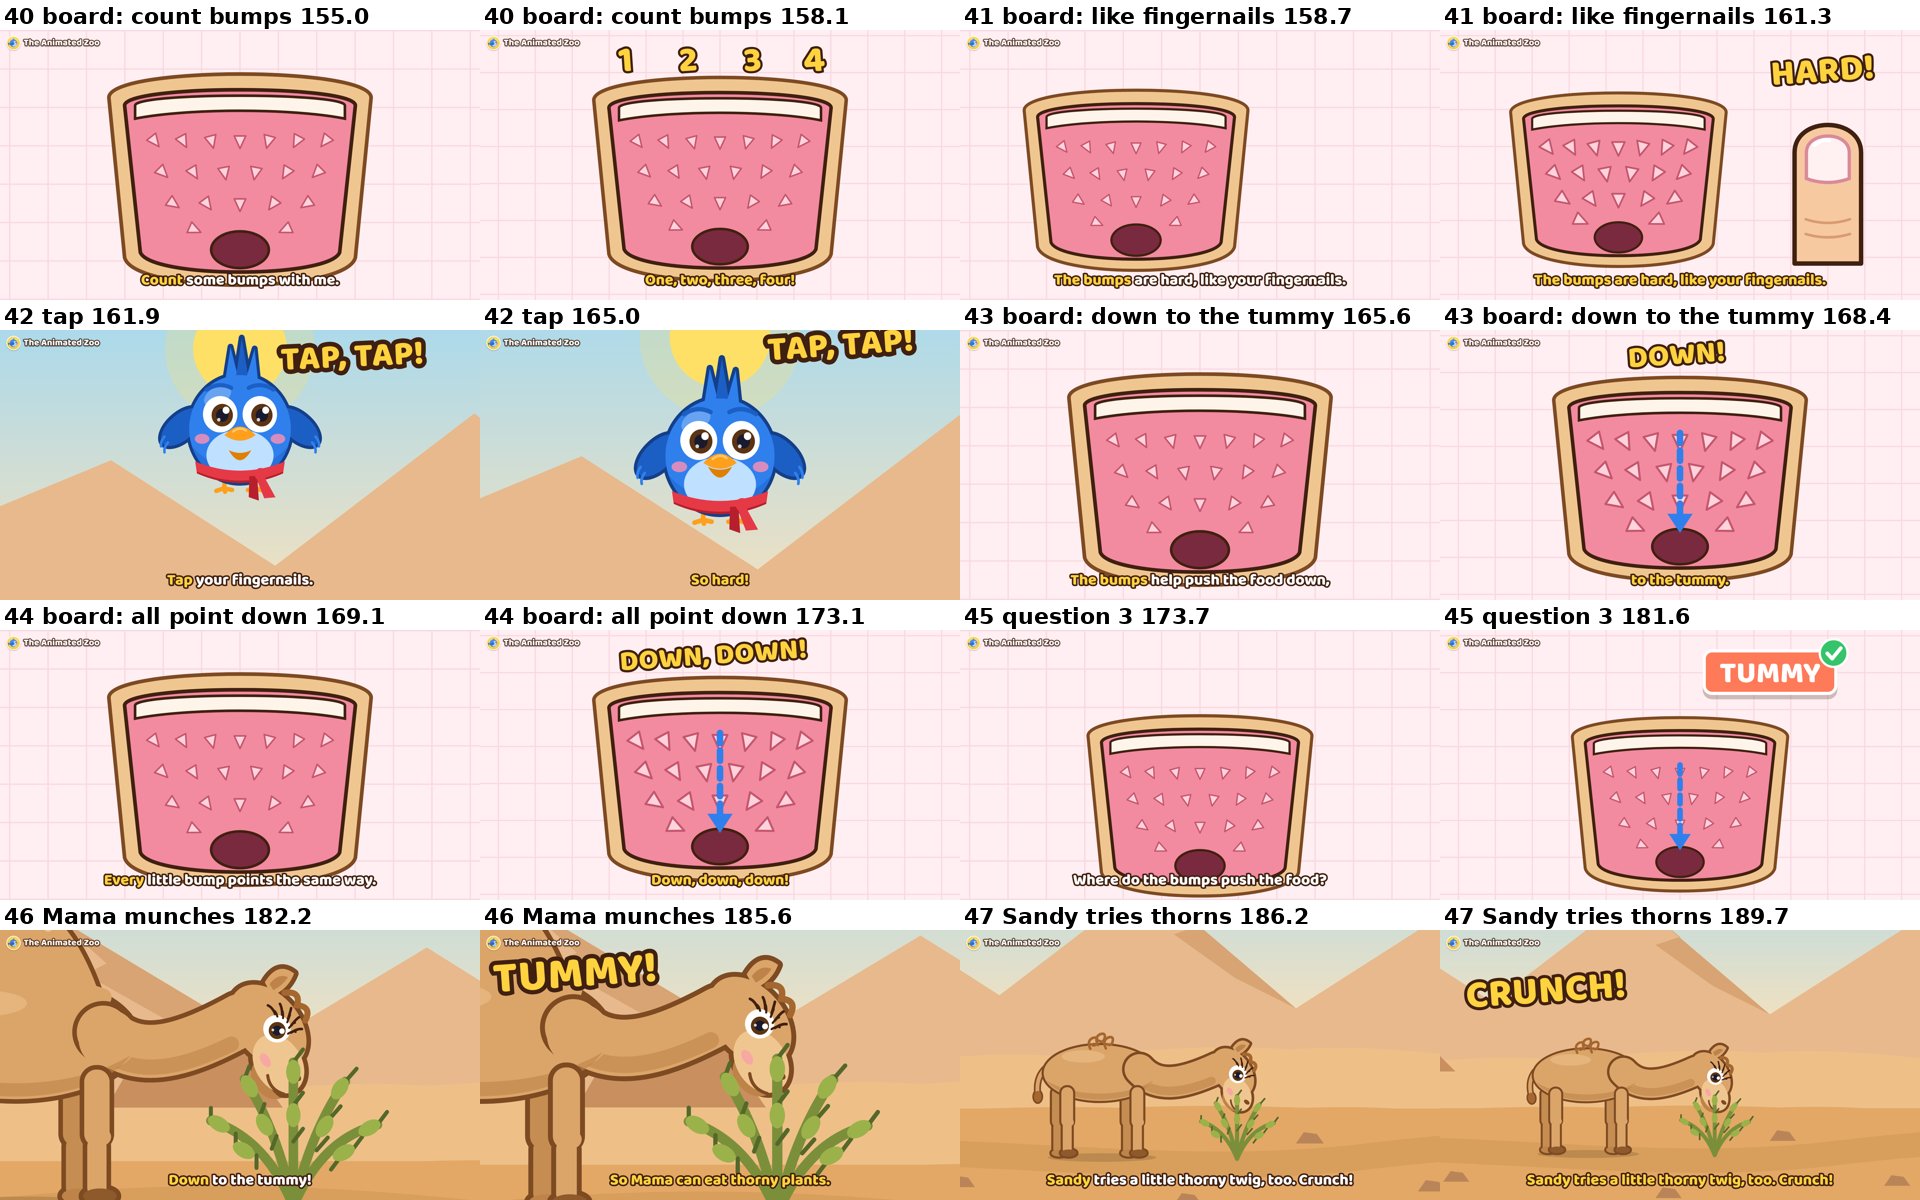 40 board: count bumps 155.0
40 board: count bumps 158.1
41 board: like fingernails 158.7
41 board: like fingernails 161.3
The Animated Zoo
Count some bumps with me.
The Animated Zoo
1 2 3 4
One, two, three, four!
The Animated Zoo
The bumps are hard, like your fingernails.
The Animated Zoo
HARD!
The bumps are hard, like your fingernails.
42 tap 161.9
42 tap 165.0
43 board: down to the tummy 165.6
43 board: down to the tummy 168.4
The Animated Zoo
TAP, TAP!
Tap your fingernails.
The Animated Zoo
TAP, TAP!
So hard!
The Animated Zoo
The bumps help push the food down,
The Animated Zoo
DOWN!
to the tummy.
44 board: all point down 169.1
44 board: all point down 173.1
45 question 3 173.7
45 question 3 181.6
The Animated Zoo
Every little bump points the same way.
The Animated Zoo
DOWN, DOWN!
Down, down, down!
The Animated Zoo
Where do the bumps push the food?
The Animated Zoo
TUMMY
46 Mama munches 182.2
46 Mama munches 185.6
47 Sandy tries thorns 186.2
47 Sandy tries thorns 189.7
The Animated Zoo
Down to the tummy!
The Animated Zoo
TUMMY!
So Mama can eat thorny plants.
The Animated Zoo
Sandy tries a little thorny twig, too. Crunch!
The Animated Zoo
CRUNCH!
Sandy tries a little thorny twig, too. Crunch!